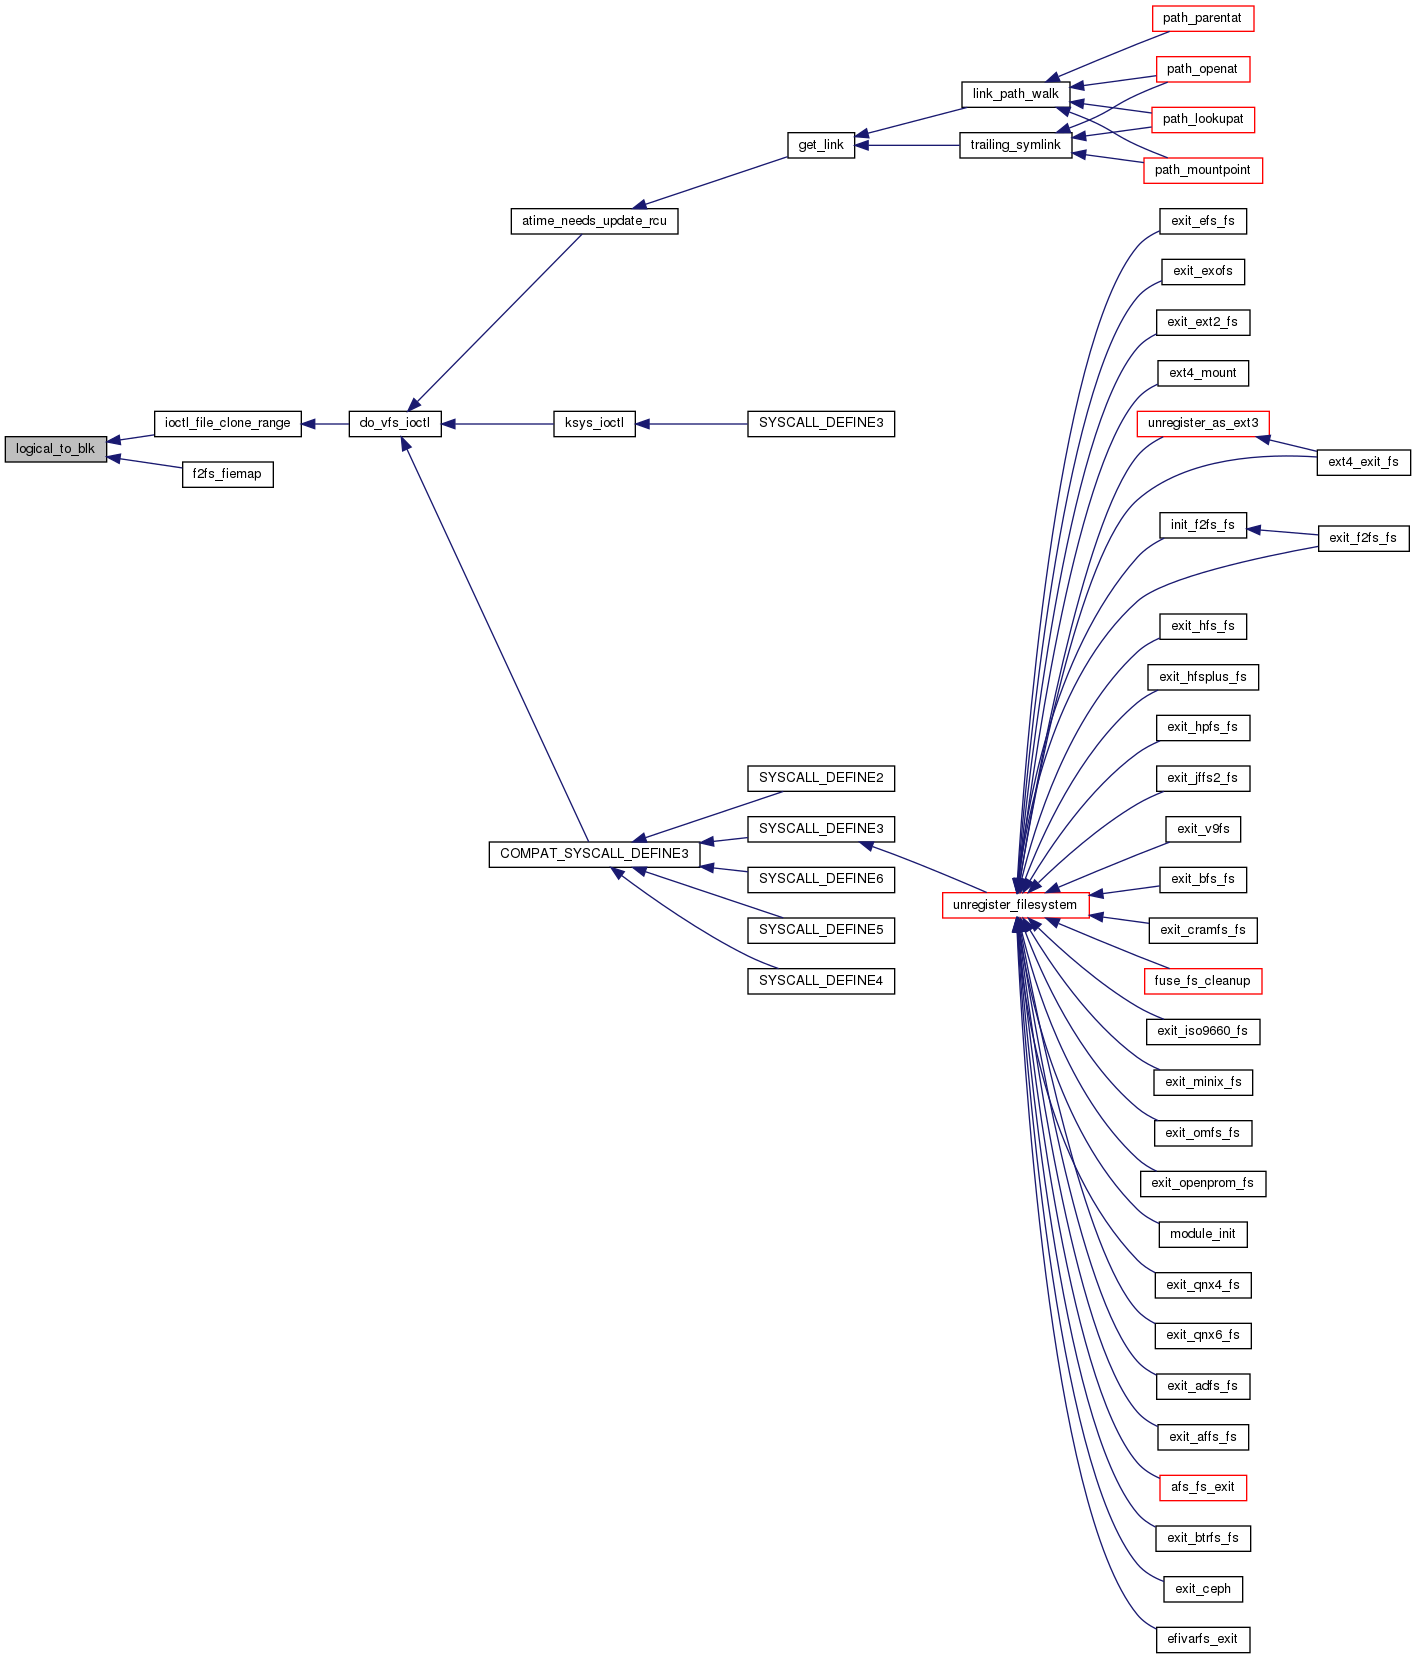 path_parentat
path_openat
link_path_walk
path_lookupat
get_link
trailing_symlink
path_mountpoint
atime_needs_update_rcu
exit_efs_fs
exit_exofs
exit_ext2_fs
ext4_mount
ioctl_file_clone_range
do_vfs_ioctl
ksys_ioctl
SYSCALL_DEFINE3
unregister_as_ext3
logical_to_blk
ext4_exit_fs
f2fs_fiemap
init_f2fs_fs
exit_f2fs_fs
exit_hfs_fs
exit_hfsplus_fs
exit_hpfs_fs
SYSCALL_DEFINE2
exit_jffs2_fs
SYSCALL_DEFINE3
exit_v9fs
COMPAT_SYSCALL_DEFINE3
SYSCALL_DEFINE6
exit_bfs_fs
unregister_filesystem
SYSCALL_DEFINE5
exit_cramfs_fs
SYSCALL_DEFINE4
fuse_fs_cleanup
exit_iso9660_fs
exit_minix_fs
exit_omfs_fs
exit_openprom_fs
module_init
exit_qnx4_fs
exit_qnx6_fs
exit_adfs_fs
exit_affs_fs
afs_fs_exit
exit_btrfs_fs
exit_ceph
efivarfs_exit